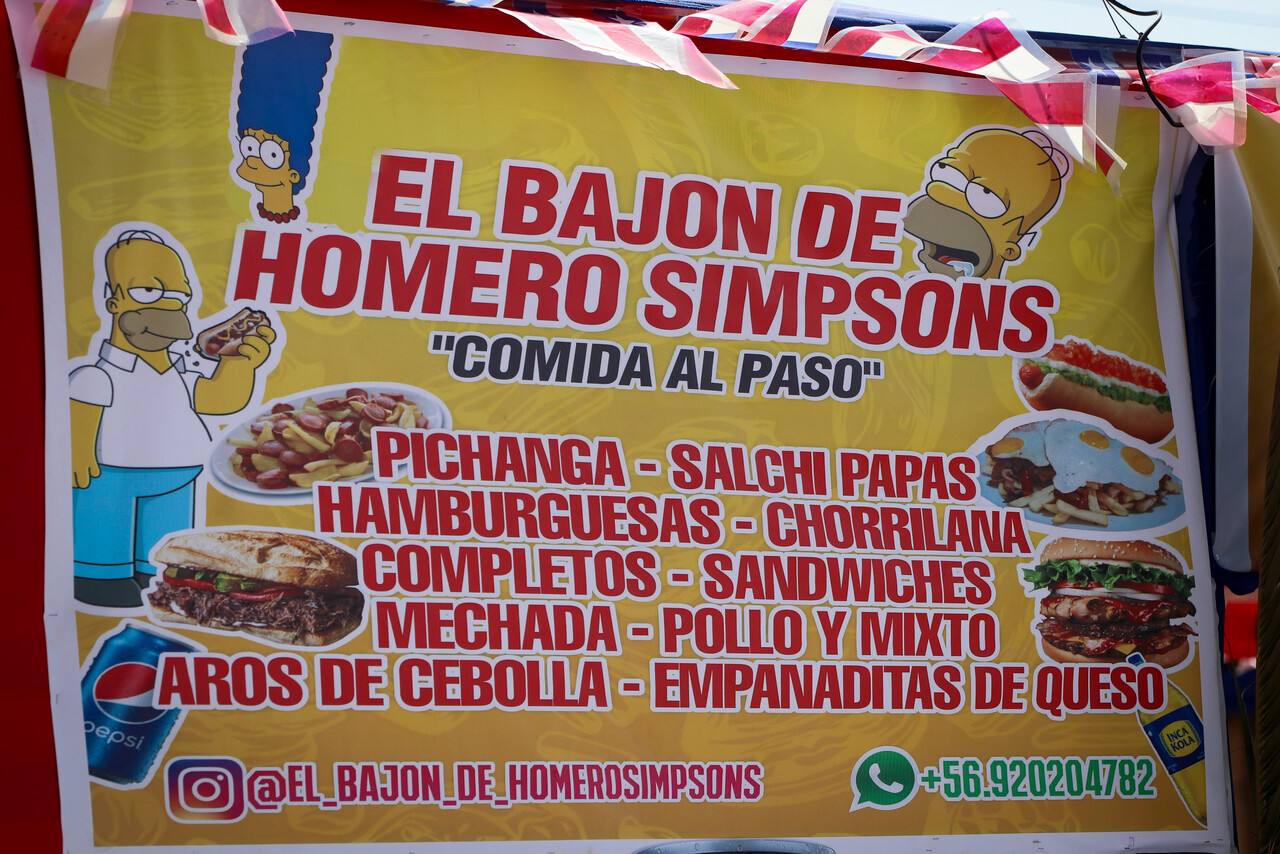 EL BAJON DE
HOMERO SIMPSONS
"COMIDA AL PASO"
PICHANGA - SALCHI PAPAS
HAMBURGUESAS - CHORRILANA
COMPLETOS - SANDWICHES
MECHADA - POLLO Y MIXTO
AROS DE CEBOLLA - EMPANADITAS DE QUESO
pepsi
INCA
KOLA
@EL_BAJON_DE_HOMEROSIMPSONS
+56.920204782